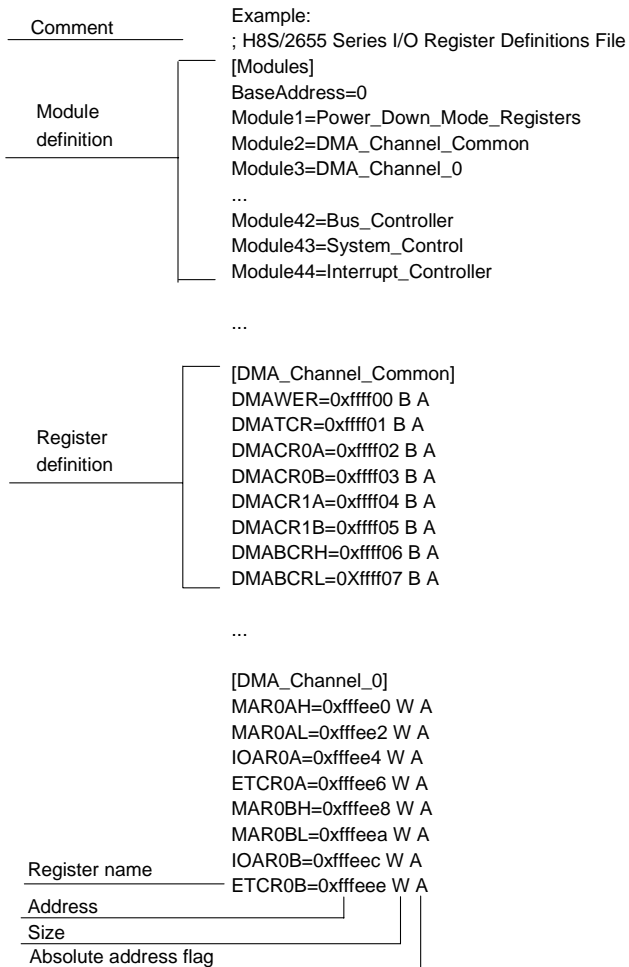 Example:
Comment
; H8S/2655 Series I/O Register Definitions File
[Modules]
BaseAddress=0
Module
definition
Module1=Power_Down_Mode_Registers
Module2=DMA_Channel_Common
Module3=DMA_Channel_0
...
Module42=Bus_Controller
Module43=System_Control
Module44=Interrupt_Controller
...
[DMA_Channel_Common]
DMAWER=0xffff00 B A
DMATCR=0xffff01 B A
Register
definition
DMACR0A=0xffff02 B A
DMACR0B=0xffff03 B A
DMACR1A=0xffff04 B A
DMACR1B=0xffff05 B A
DMABCRH=0xffff06 B A
DMABCRL=0Xffff07 B A
...
[DMA_Channel_0]
MAR0AH=0xfffee0 W A
MAR0AL=0xfffee2 W A
IOAR0A=0xfffee4 W A
ETCR0A=0xfffee6 W A
MAR0BH=0xfffee8 W A
MAR0BL=0xfffeea W A
IOAR0B=0xfffeec W A
Register name
ETCR0B=0xfffeee W A
Address
Size
Absolute address flag